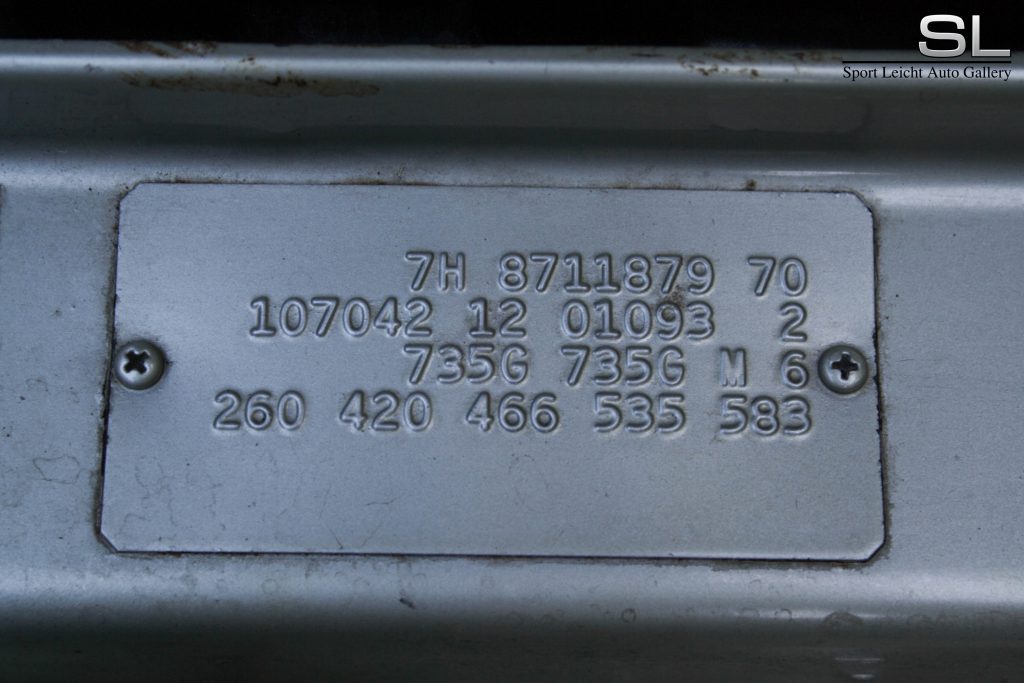 SL
Sport Leicht Auto Gallery
7H 8711879 70
107042 12 01093 2
735G 735G M 6
260 420 466 535 583